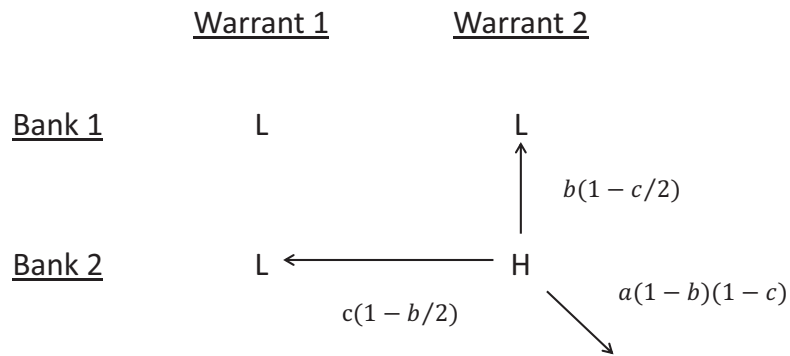 Warrant 1 Warrant 2
Bank 1 L L
b(1 − c/2)
Bank 2 L H
a(1 − b)(1 − c)
c(1 − b/2)